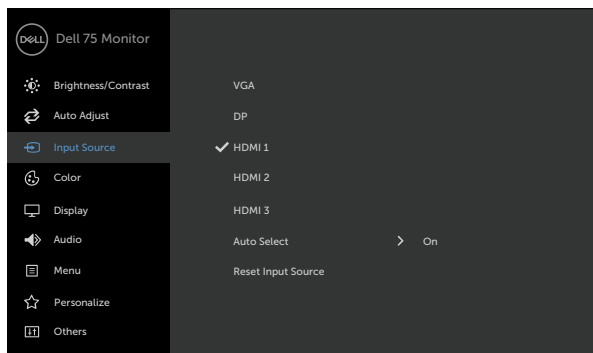 DELL Dell 75 Monitor
Brightness/Contrast VGA
Auto Adjust DP
Input Source HDMI 1
Color HDMI 2
Display HDMI 3
Audio Auto Select On
Menu Reset Input Source
Personalize
Others